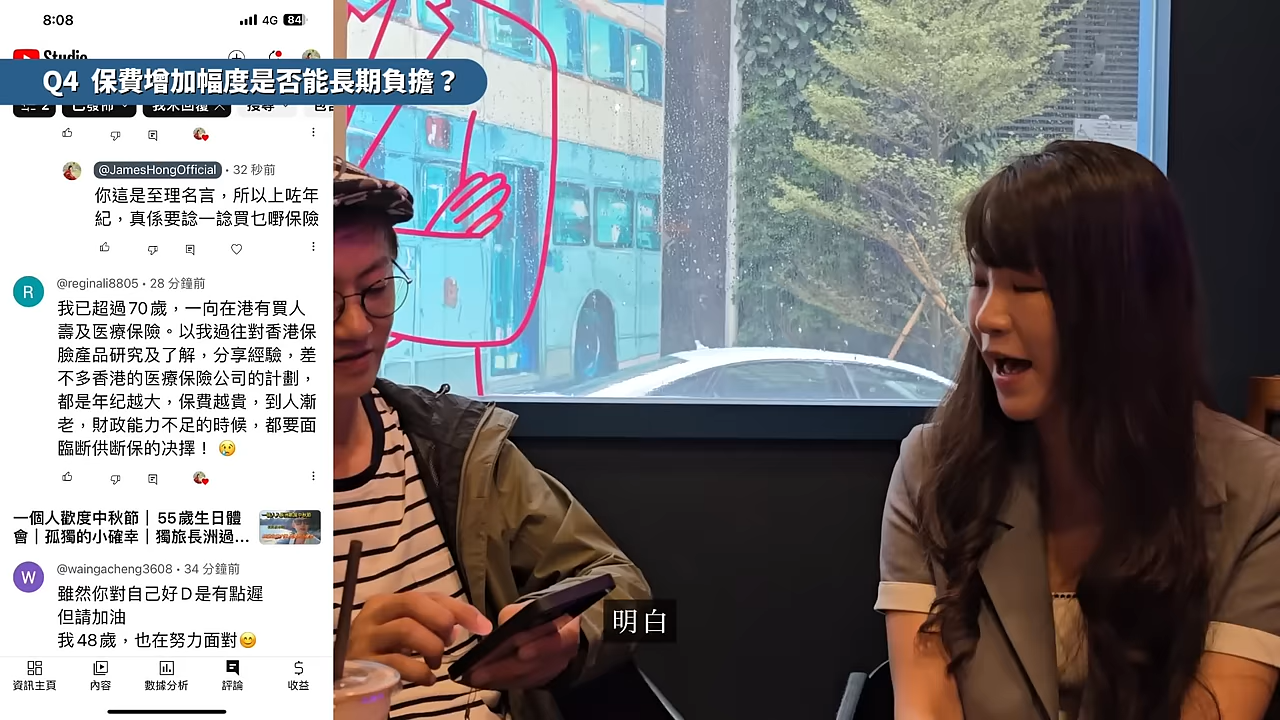 8:08
4G
84
Studio
Q4 保費增加幅度是否能長期負擔？
@JamesHongOfficial · 32 秒前
你這是至理名言，所以上咗年
紀，真係要諗一諗買乜嘢保險
R
@reginali8805 · 28 分鐘前
我已超過70歲，一向在港有買人
壽及医療保險。以我過往對香港保
險產品研究及了解，分享經驗，差
不多香港的医療保險公司的計劃，
都是年纪越大，保費越貴，到人漸
老，財政能力不足的時候，都要面
臨断供断保的决擇！ 😢
一個人歡度中秋節｜ 55歲生日體
會｜孤獨的小確幸｜獨旅長洲過...
W
@waingacheng3608 · 34 分鐘前
雖然你對自己好D是有點遲
但請加油
我48歲，也在努力面對😊
明白
資訊主頁
內容
數據分析
評論
收益